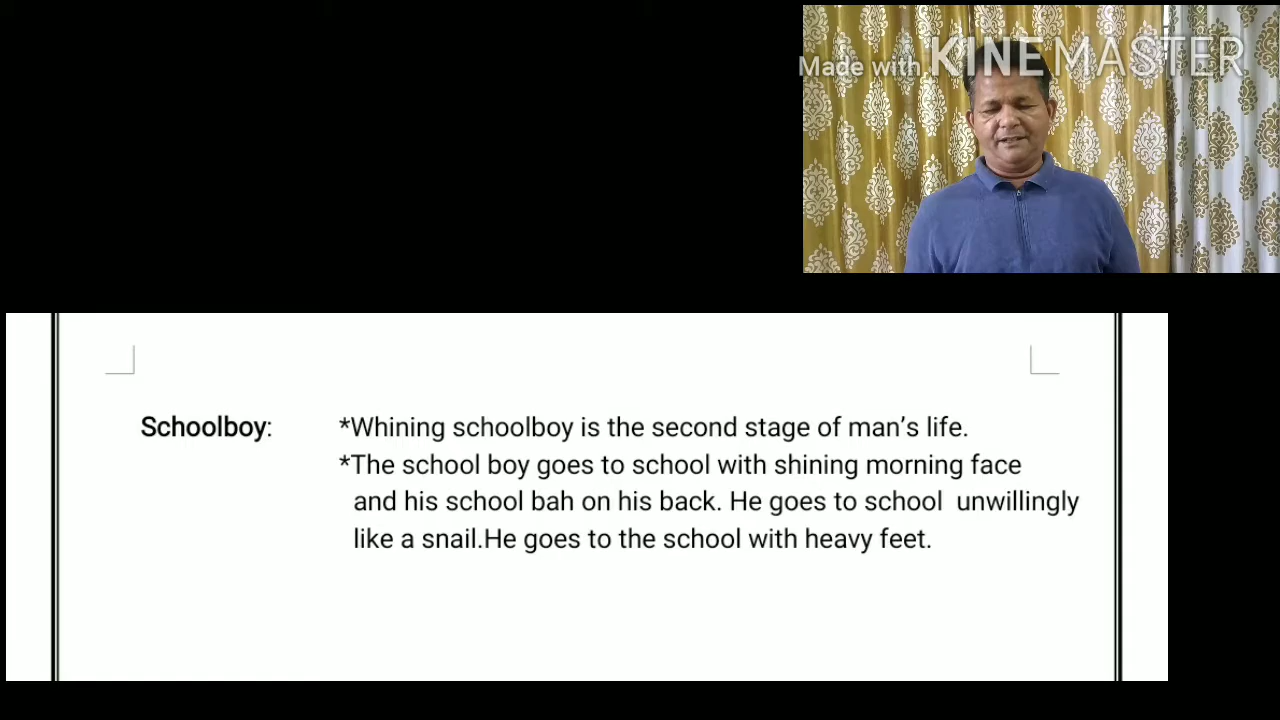 Made with KINEMASTER
Schoolboy: *Whining schoolboy is the second stage of man’s life.
*The school boy goes to school with shining morning face
and his school bah on his back. He goes to school unwillingly
like a snail.He goes to the school with heavy feet.